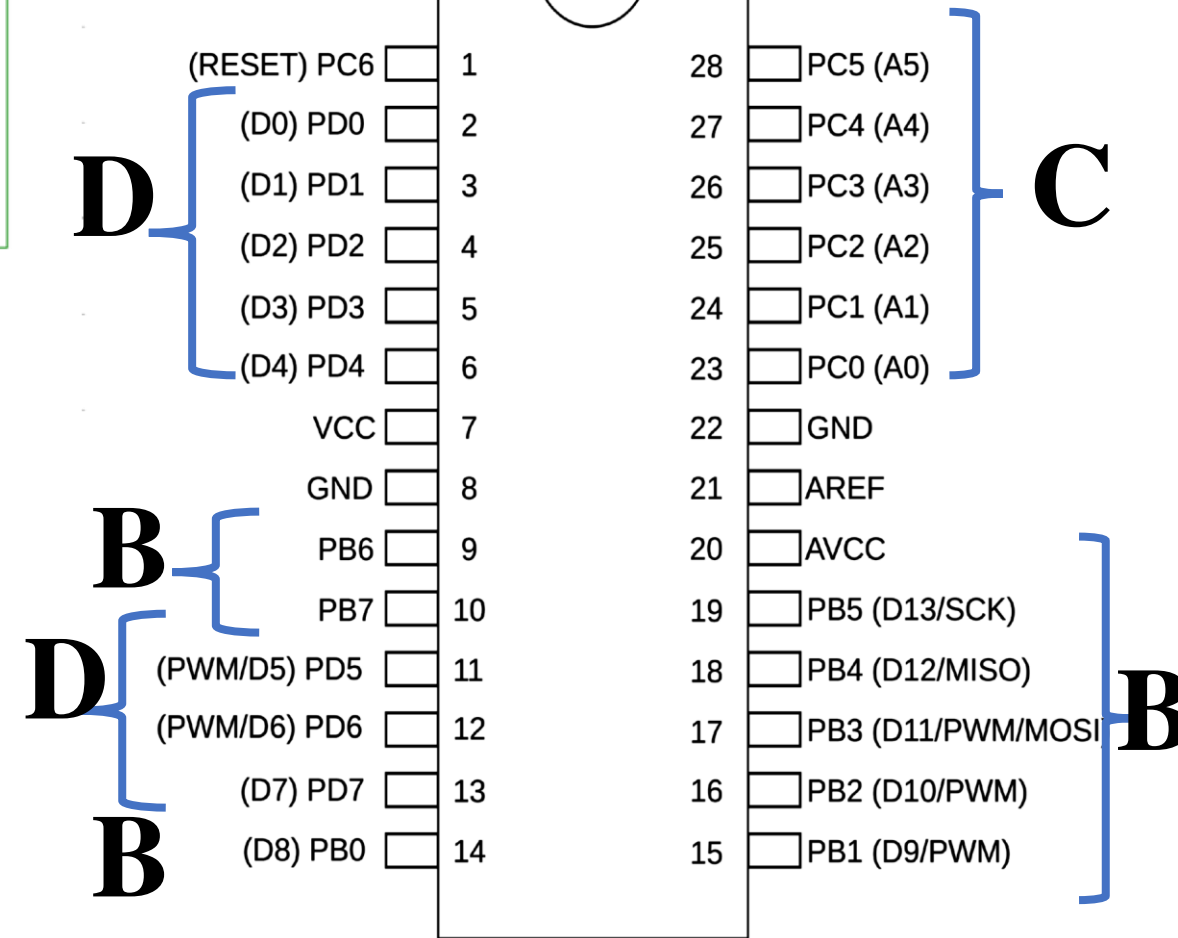 (RESET) PC6 1 28 PC5 (A5)
(D0) PD0 2 27 PC4 (A4)
D (D1) PD1 3 26 PC3 (A3) C
(D2) PD2 4 25 PC2 (A2)
(D3) PD3 5 24 PC1 (A1)
(D4) PD4 6 23 PC0 (A0)
VCC 7 22 GND
GND 8 21 AREF
B PB6 9 20 AVCC
PB7 10 19 PB5 (D13/SCK)
D (PWM/D5) PD5 11 18 PB4 (D12/MISO) B
(PWM/D6) PD6 12 17 PB3 (D11/PWM/MOSI)
(D7) PD7 13 16 PB2 (D10/PWM)
B (D8) PB0 14 15 PB1 (D9/PWM)